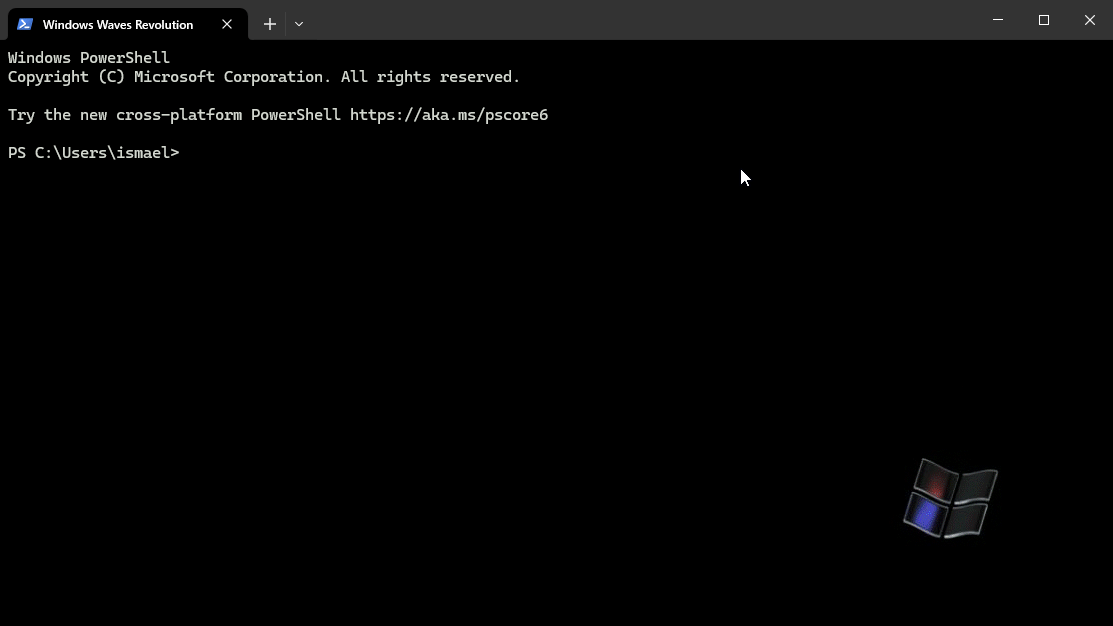 Windows Waves Revolution
Windows PowerShell
Copyright (C) Microsoft Corporation. All rights reserved.
Try the new cross-platform PowerShell https://aka.ms/pscore6
PS C:\Users\ismael>